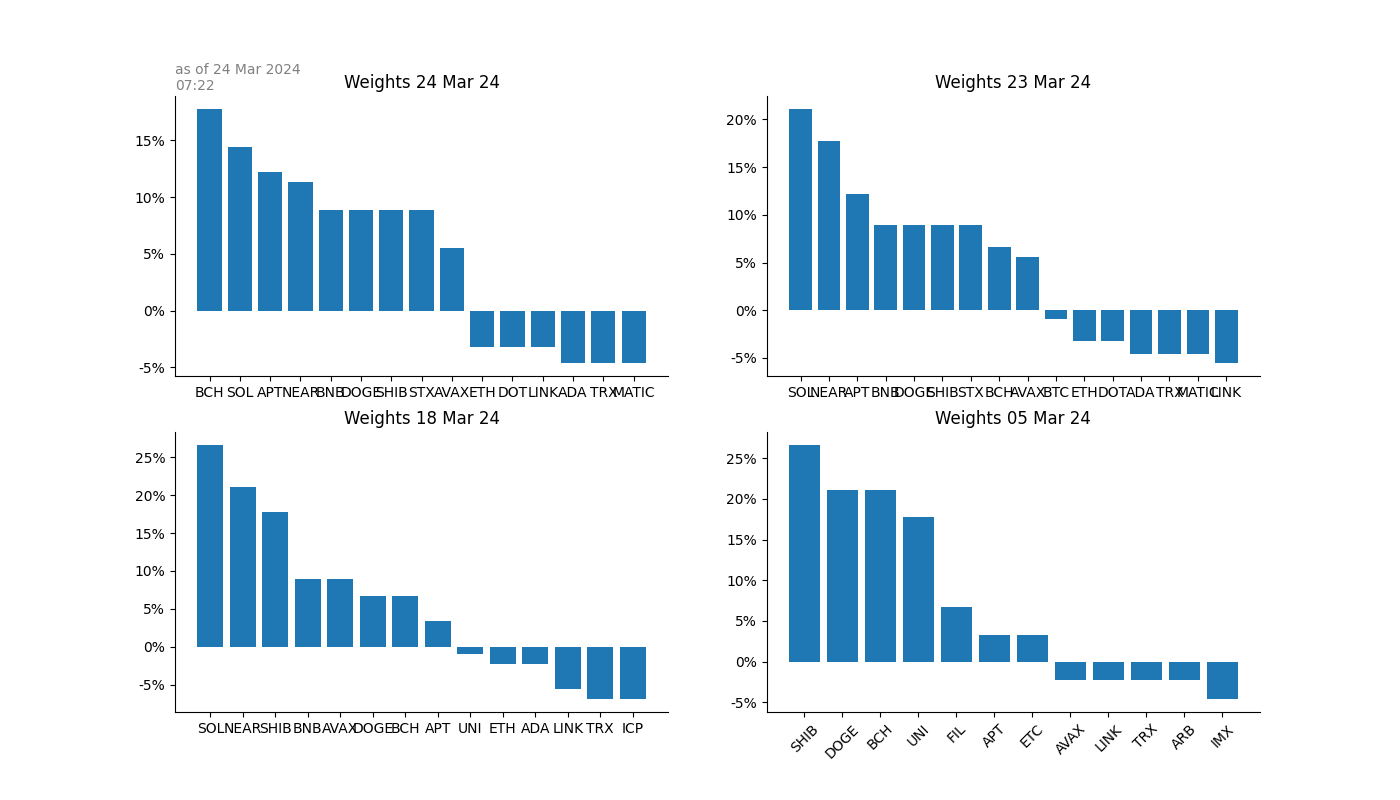 as of 24 Mar 2024
07:22
Weights 24 Mar 24
15%
10%
5%
0%
-5%
BCH SOL APT NEAR BNB DOGE SHIB STX AVAX ETH DOT LINK ADA TRX MATIC
Weights 23 Mar 24
20%
15%
10%
5%
0%
-5%
SOL NEAR APT BNB DOGE SHIB STX BCH AVAX BTC ETH DOT ADA TRX MATIC LINK
Weights 18 Mar 24
25%
20%
15%
10%
5%
0%
-5%
SOL NEAR SHIB BNB AVAX DOGE BCH APT UNI ETH ADA LINK TRX ICP
Weights 05 Mar 24
25%
20%
15%
10%
5%
0%
-5%
SHIB DOGE BCH UNI FIL APT ETC AVAX LINK TRX ARB IMX